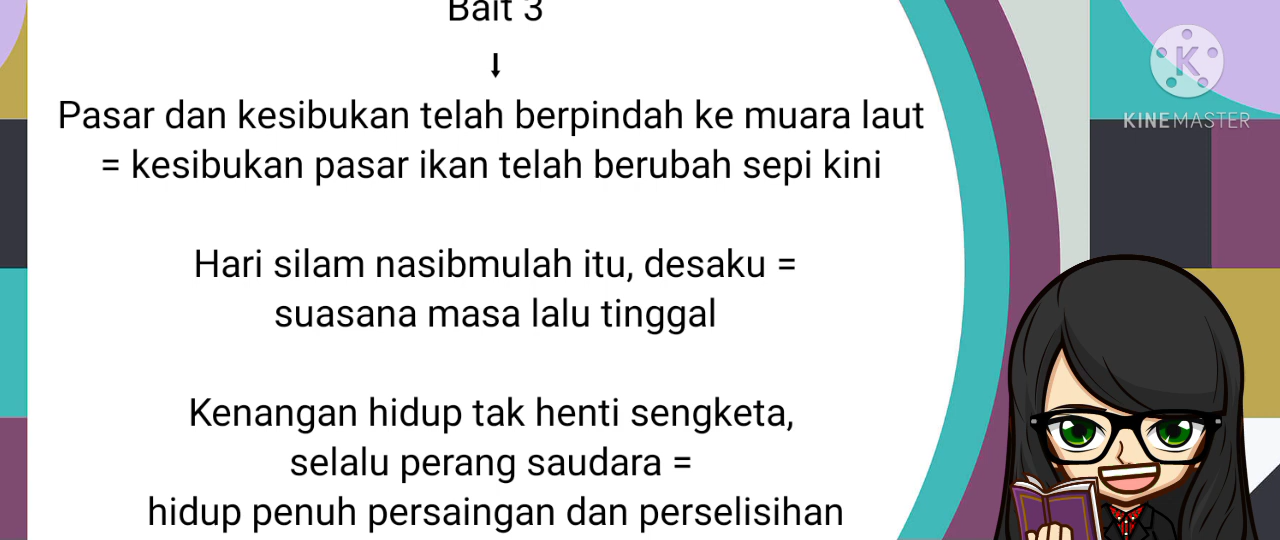 Bait 3
↓
Pasar dan kesibukan telah berpindah ke muara laut
= kesibukan pasar ikan telah berubah sepi kini
Hari silam nasibmulah itu, desaku =
suasana masa lalu tinggal
Kenangan hidup tak henti sengketa,
selalu perang saudara =
hidup penuh persaingan dan perselisihan
K
KINEMASTER